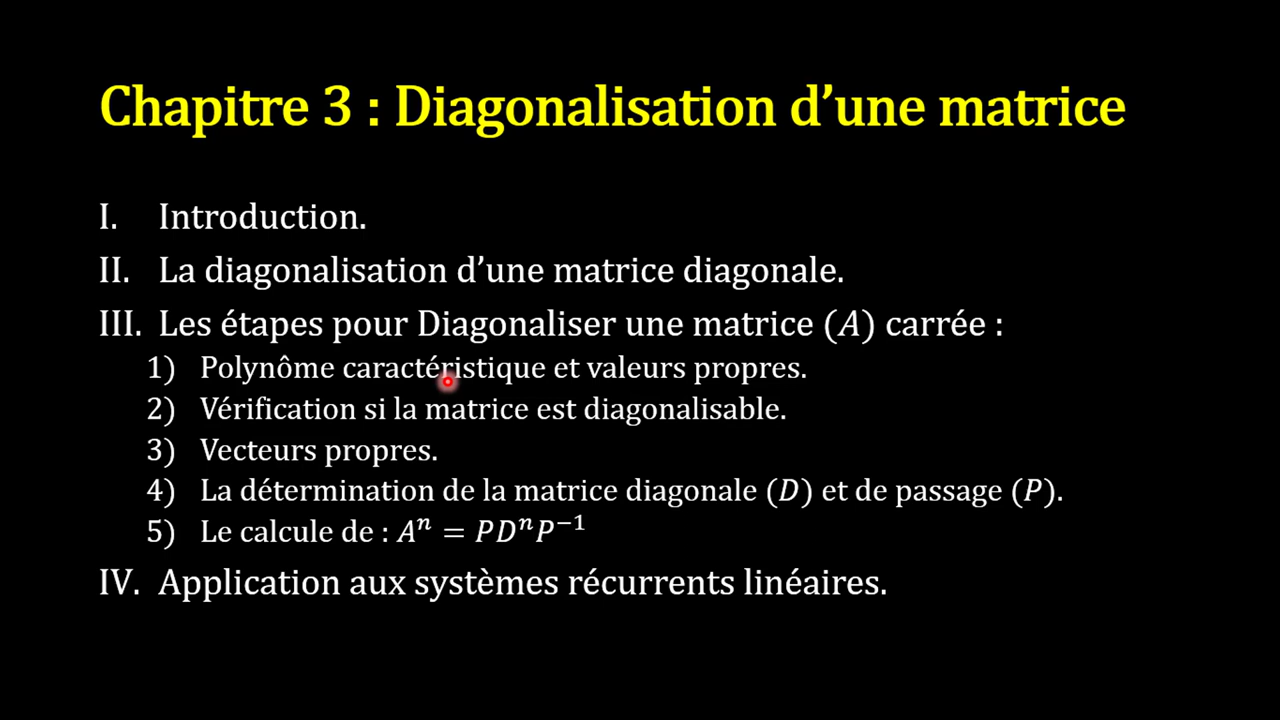 Chapitre 3 : Diagonalisation d’une matrice
I. Introduction.
II. La diagonalisation d’une matrice diagonale.
III. Les étapes pour Diagonaliser une matrice (A) carrée :
1) Polynôme caractéristique et valeurs propres.
2) Vérification si la matrice est diagonalisable.
3) Vecteurs propres.
4) La détermination de la matrice diagonale (D) et de passage (P).
5) Le calcule de : Aⁿ = PDⁿP⁻¹
IV. Application aux systèmes récurrents linéaires.